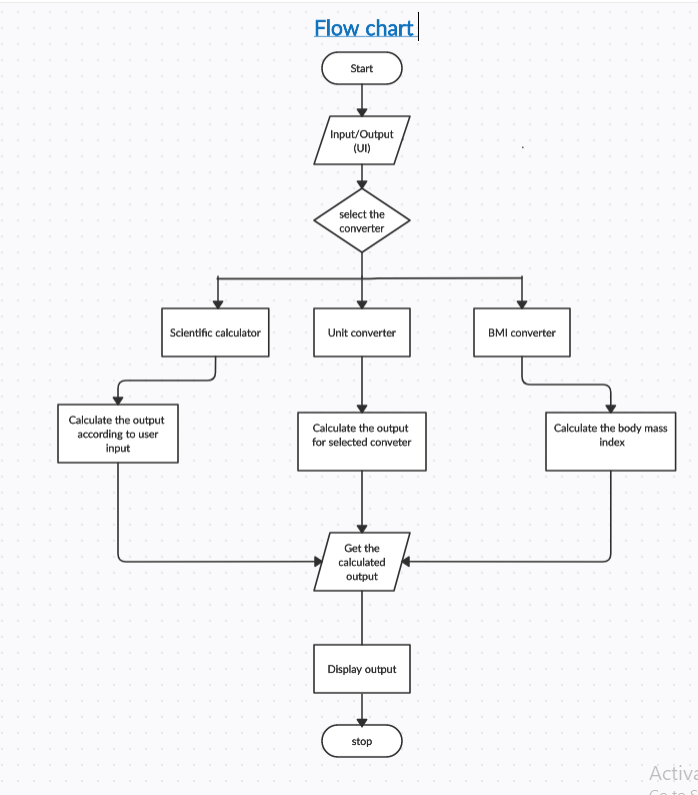 Flow chart
Start
Input/Output
(UI)
select the
converter
Scientific calculator
Unit converter
BMI converter
Calculate the output
according to user
input
Calculate the output
for selected conveter
Calculate the body mass
index
Get the
calculated
output
Display output
stop
Activa